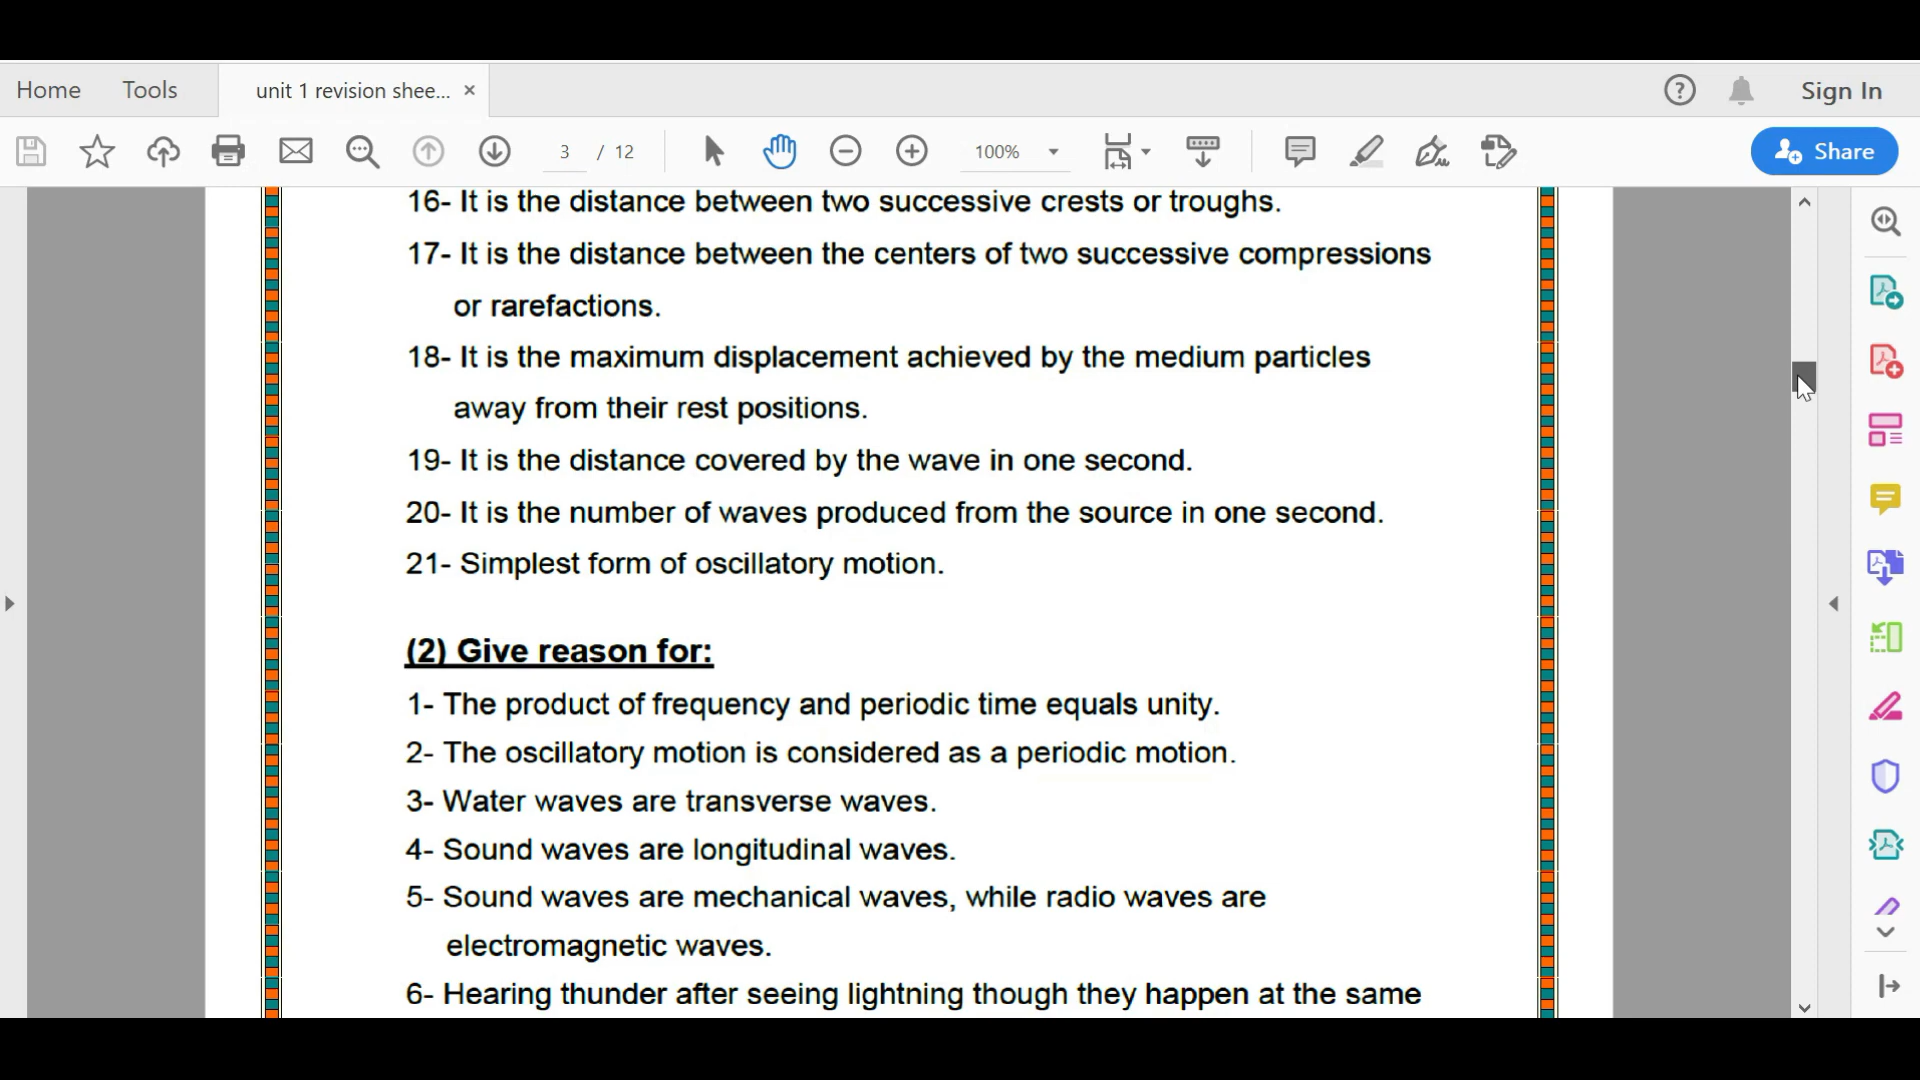 Home Tools unit 1 revision shee... × ? Sign In
3 / 12 100% Share
16- It is the distance between two successive crests or troughs.
17- It is the distance between the centers of two successive compressions
or rarefactions.
18- It is the maximum displacement achieved by the medium particles
away from their rest positions.
19- It is the distance covered by the wave in one second.
20- It is the number of waves produced from the source in one second.
21- Simplest form of oscillatory motion.
(2) Give reason for:
1- The product of frequency and periodic time equals unity.
2- The oscillatory motion is considered as a periodic motion.
3- Water waves are transverse waves.
4- Sound waves are longitudinal waves.
5- Sound waves are mechanical waves, while radio waves are
electromagnetic waves.
6- Hearing thunder after seeing lightning though they happen at the same